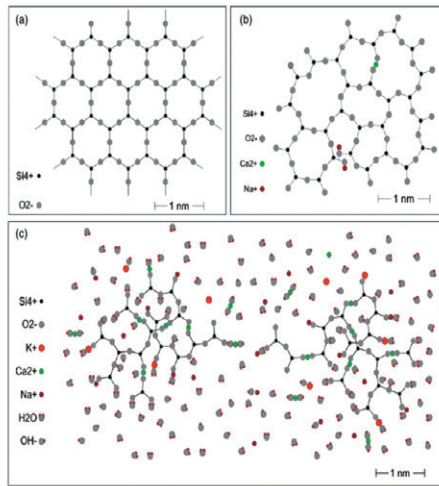 (a)
Si4+
O2-
1 nm
(b)
Si4+
O2-
Ca2+
Na+
1 nm
(c)
Si4+
O2-
K+
Ca2+
Na+
H2O
OH-
1 nm